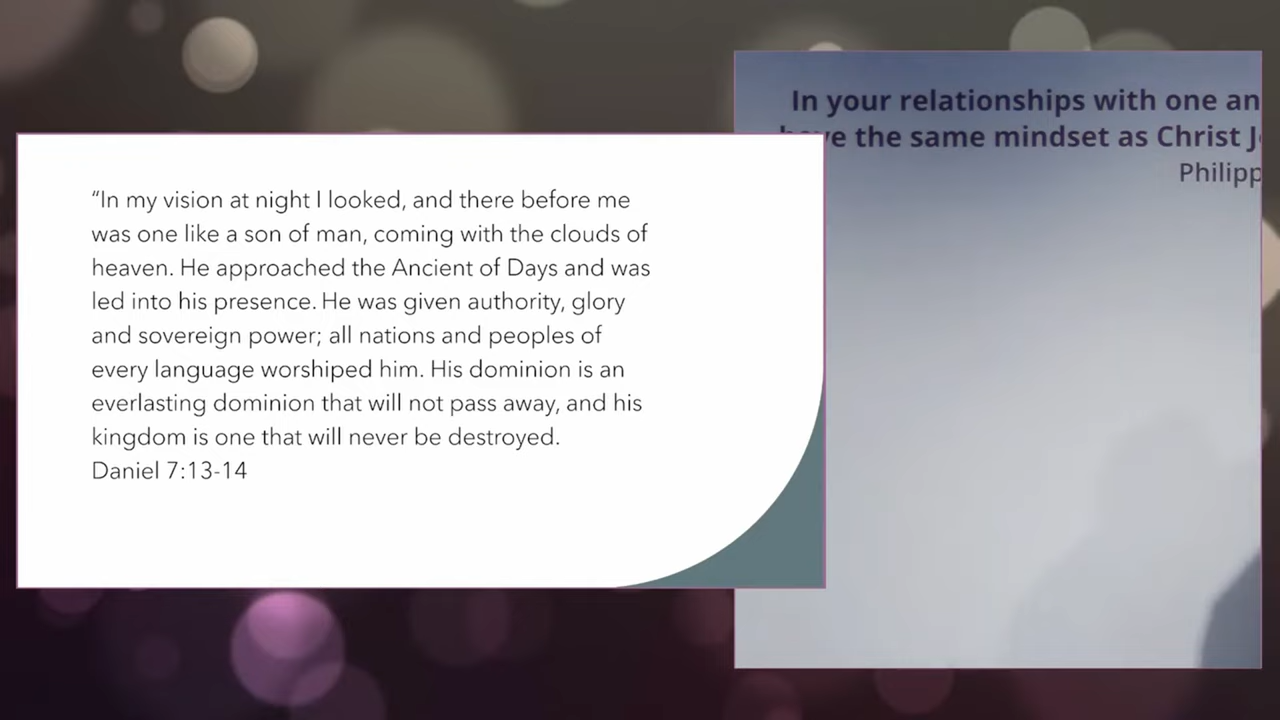 “In my vision at night I looked, and there before me
was one like a son of man, coming with the clouds of
heaven. He approached the Ancient of Days and was
led into his presence. He was given authority, glory
and sovereign power; all nations and peoples of
every language worshiped him. His dominion is an
everlasting dominion that will not pass away, and his
kingdom is one that will never be destroyed.
Daniel 7:13-14
In your relationships with one an
the same mindset as Christ